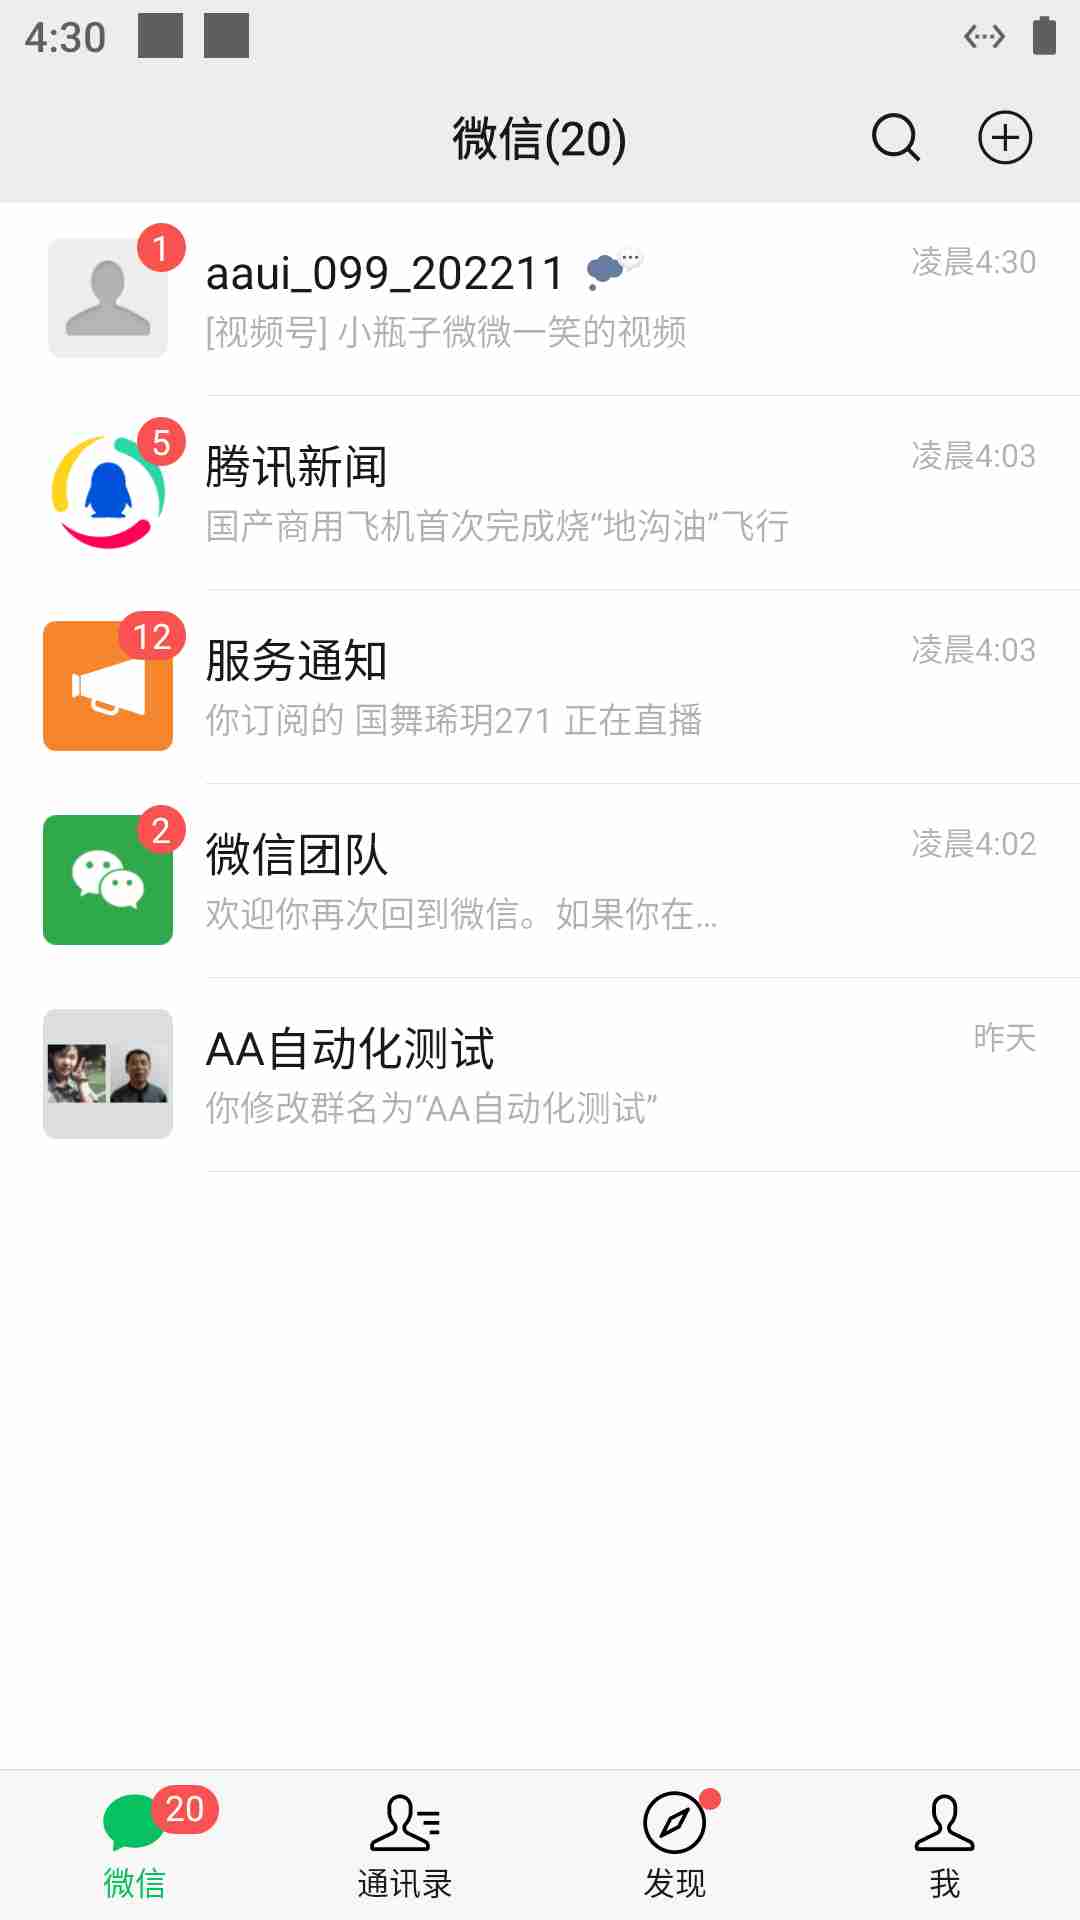 4:30
微信(20)
1
aaui_099_202211
凌晨4:30
[视频号] 小瓶子微微一笑的视频
5
腾讯新闻
凌晨4:03
国产商用飞机首次完成烧“地沟油”飞行
12
服务通知
凌晨4:03
你订阅的 国舞琋玥271 正在直播
2
微信团队
凌晨4:02
欢迎你再次回到微信。如果你在...
AA自动化测试
昨天
你修改群名为“AA自动化测试”
20
微信
通讯录
发现
我